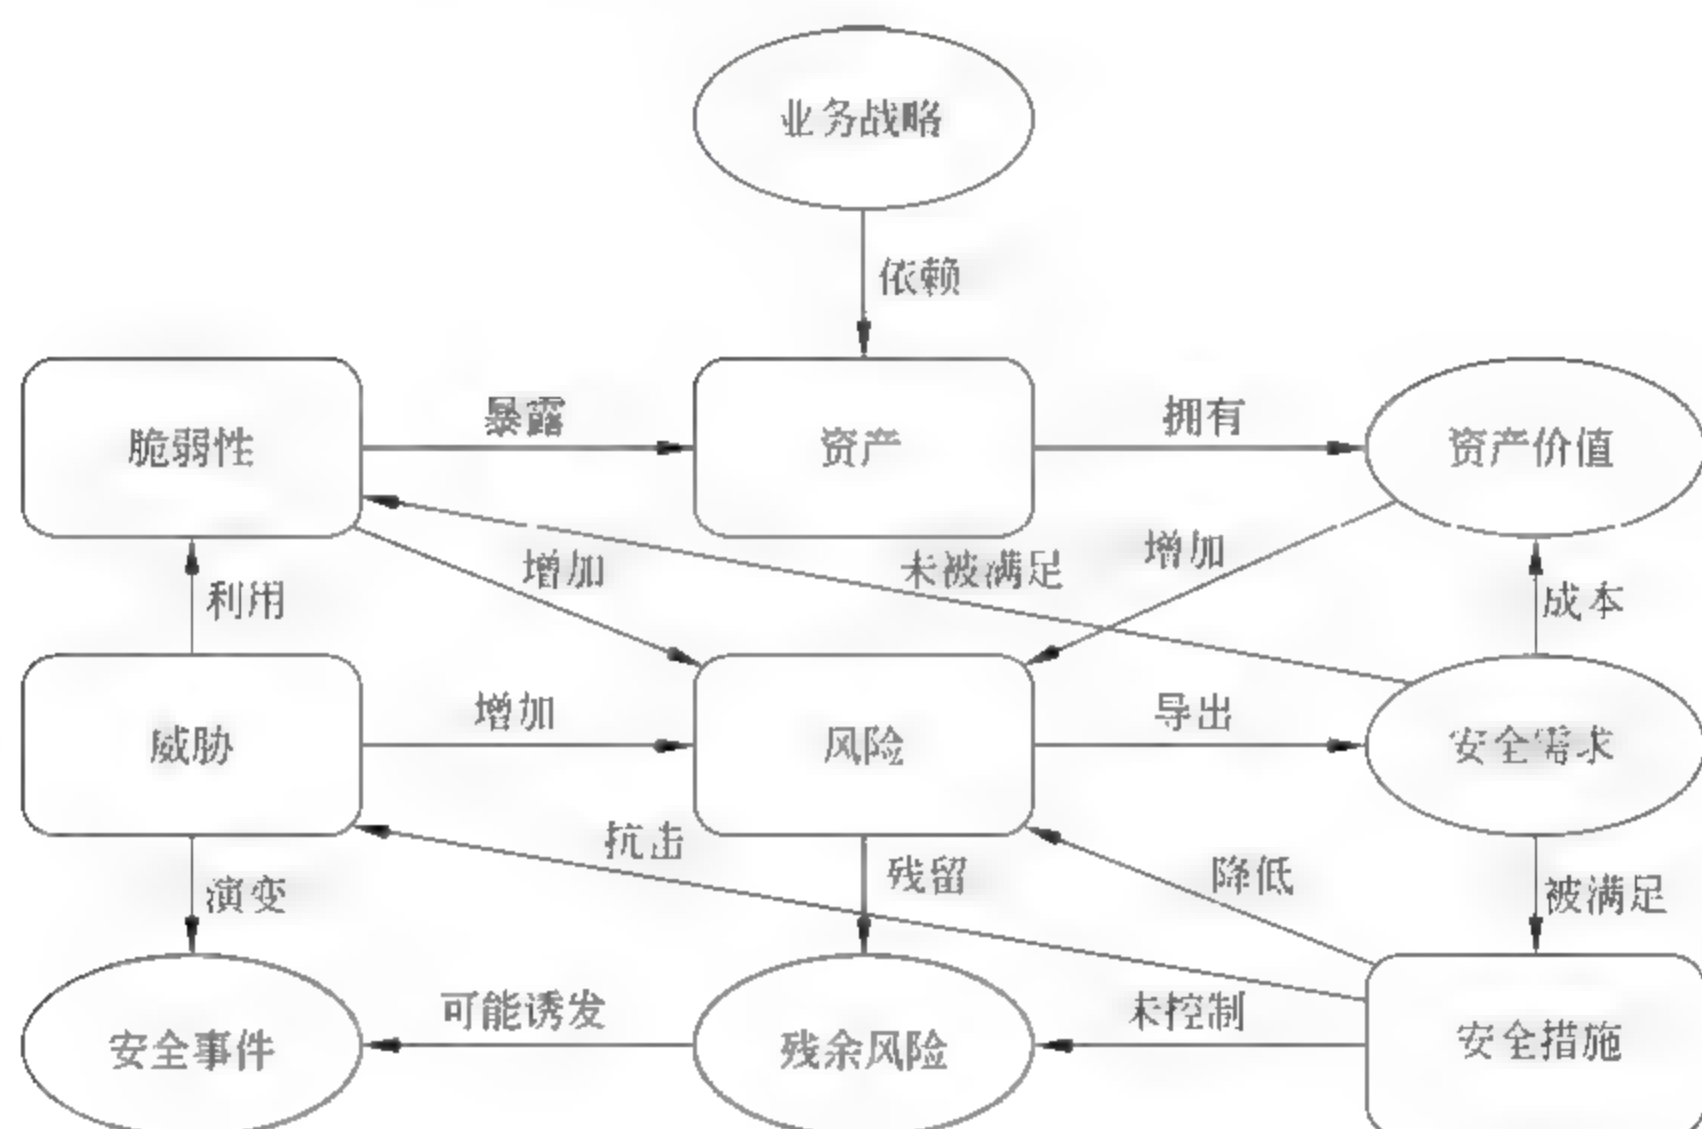 业务战略
依赖
脆弱性
暴露
资产
拥有
资产价值
利用
增加
未被满足
增加
成本
威胁
增加
风险
导出
安全需求
演变
抗击
残留
降低
被满足
安全事件
可能诱发
残余风险
未控制
安全措施